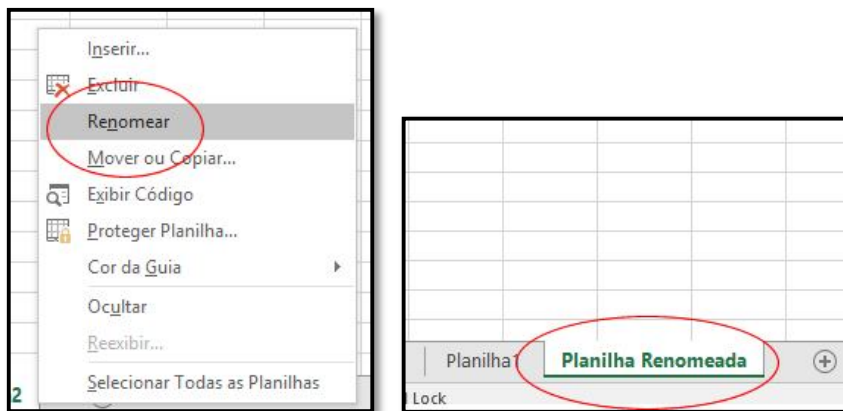 Inserir...
Excluir
Renomear
Mover ou Copiar...
Exibir Código
Proteger Planilha...
Cor da Guia
Ocultar
Reexibir...
Selecionar Todas as Planilhas
2
Planilha1
Planilha Renomeada
Lock